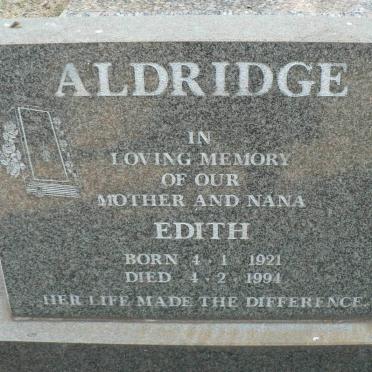 ALDRIDGE
IN
LOVING MEMORY
OF OUR
MOTHER AND NANA
EDITH
BORN 4 - 1 1921
DIED 4 - 2 - 1994
HER LIFE MADE THE DIFFERENCE..